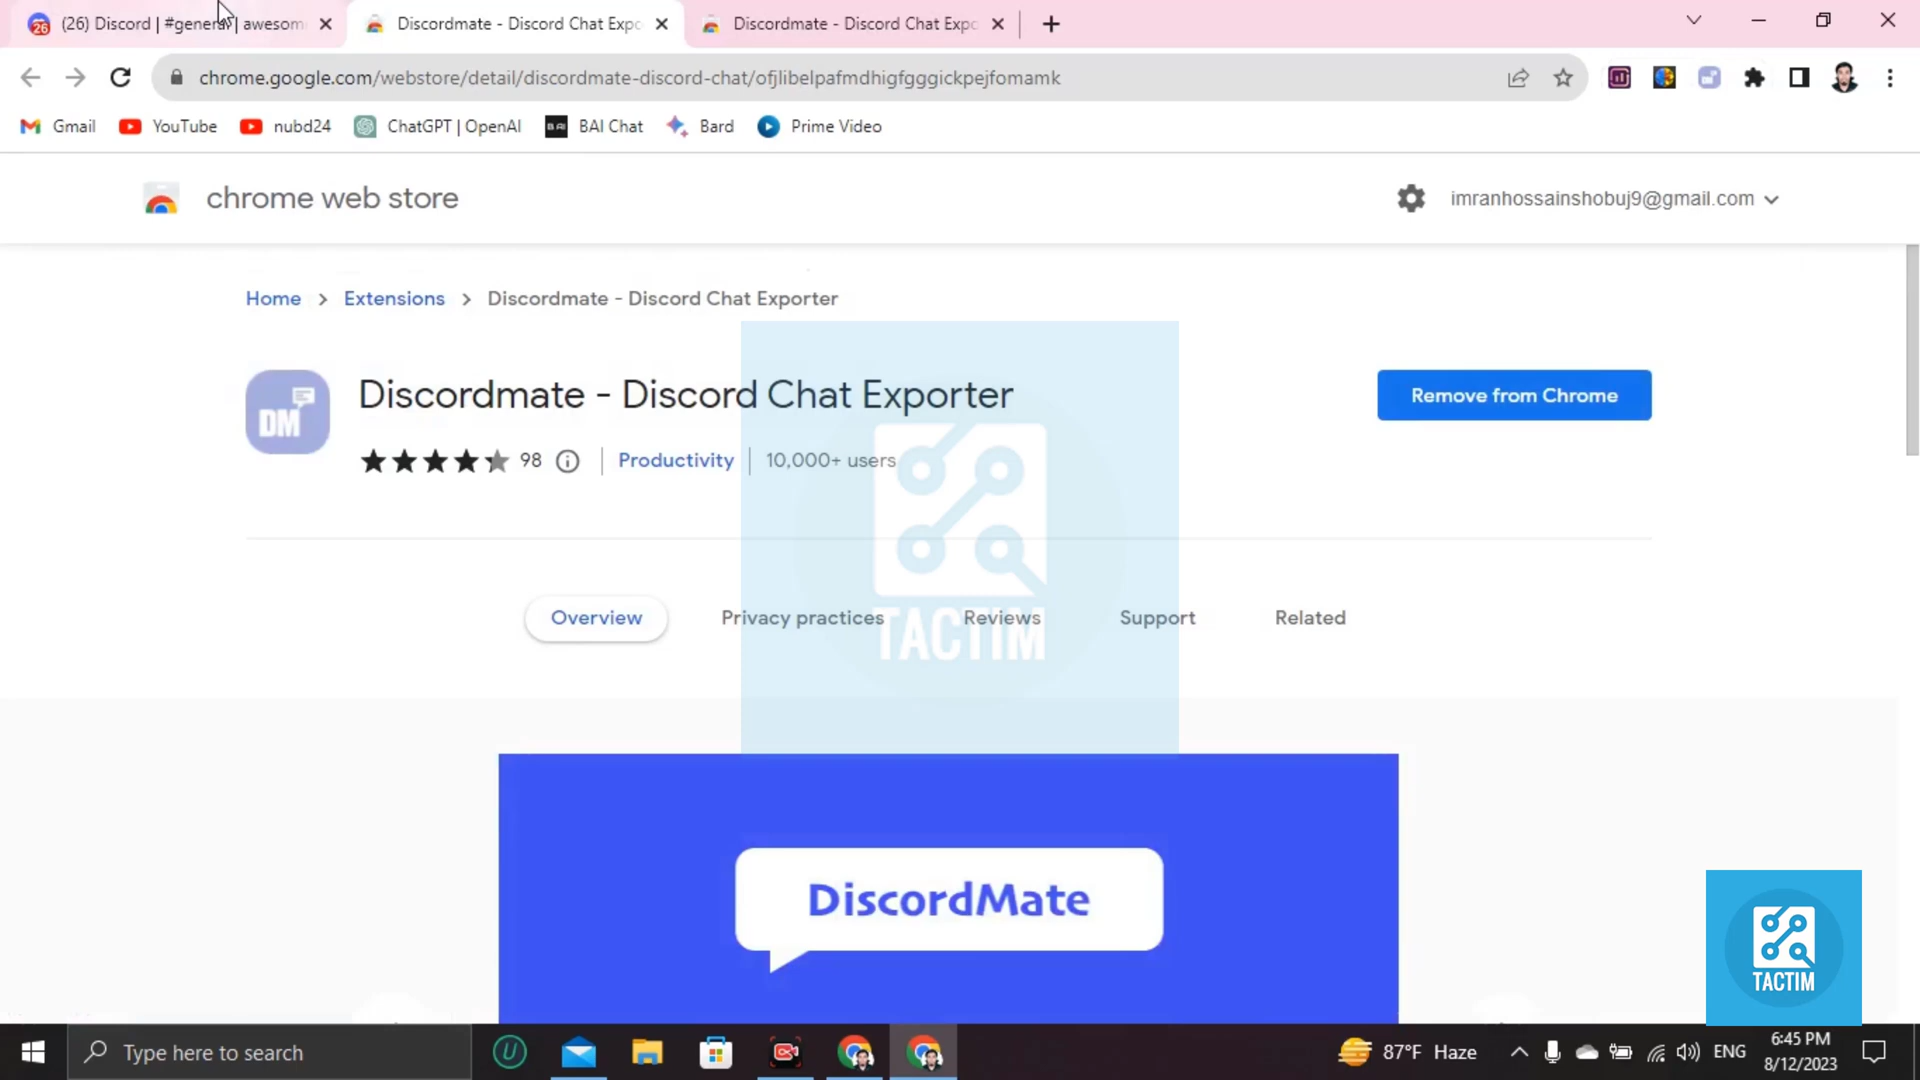 26
(26) Discord | #general | awesom
Discordmate - Discord Chat Expo
Discordmate - Discord Chat Expo
chrome.google.com/webstore/detail/discordmate-discord-chat/ofjlibelpafmdhigfgggickpejfomamk
Gmail
YouTube
nubd24
ChatGPT | OpenAI
BAI Chat
Bard
Prime Video
chrome web store
imranhossainshobuj9@gmail.com
Home > Extensions > Discordmate - Discord Chat Exporter
DM
Discordmate - Discord Chat Exporter
Remove from Chrome
98
Productivity
10,000+ users
Overview
Privacy practices
Reviews
Support
Related
TACTIM
DiscordMate
TACTIM
Type here to search
87°F Haze
ENG
6:45 PM
8/12/2023